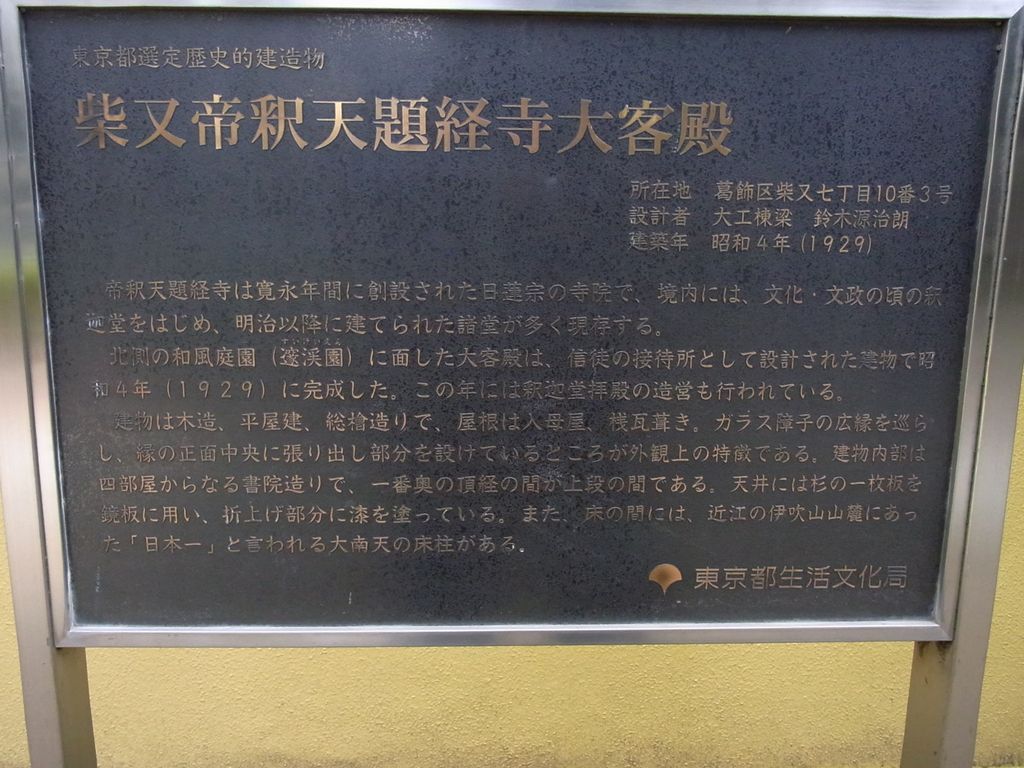 東京都選定歴史的建造物
柴又帝釈天題経寺大客殿
所在地 葛飾区柴又七丁目10番3号
設計者 大工棟梁 鈴木源治朗
建築年 昭和4年(1929)
帝釈天題経寺は寛永年間に創設された日蓮宗の寺院で、境内には、文化・文政の頃の釈
迦堂をはじめ、明治以降に建てられた諸堂が多く現存する。
北側の和風庭園(邃渓園)に面した大客殿は、信徒の接待所として設計された建物で昭
和4年(1929)に完成した。この年には釈迦堂拝殿の造営も行われている。
建物は木造、平屋建、総檜造りで、屋根は入母屋、桟瓦葺き。ガラス障子の広縁を巡ら
し、縁の正面中央に張り出し部分を設けているところが外観上の特徴である。建物内部は
四部屋からなる書院造りで、一番奥の頂経の間が上段の間である。天井には杉の一枚板を
鏡板に用い、折上げ部分に漆を塗っている。また、床の間には、近江の伊吹山山麓にあっ
た「日本一」と言われる大南天の床柱がある。
東京都生活文化局